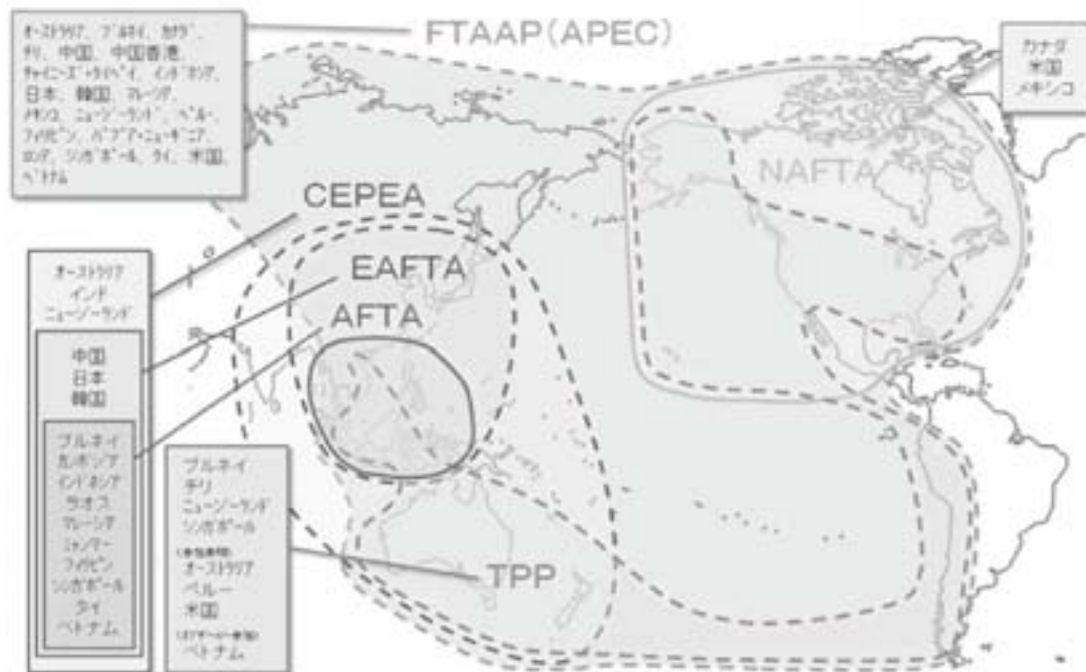 オーストラリア、ブルネイ、カナダ、
チリ、中国、中国香港、
チャイニーズ・タイペイ、インドネシア、
日本、韓国、マレーシア、
メキシコ、ニュージーランド、ペルー、
フィリピン、パプア・ニューギニア、
ロシア、シンガポール、タイ、米国、
ベトナム
FTAAP(APEC)
カナダ
米国
メキシコ
NAFTA
CEPEA
EAFTA
AFTA
オーストラリア
インド
ニュージーランド
中国
日本
韓国
ブルネイ
カンボジア
インドネシア
ラオス
マレーシア
ミャンマー
フィリピン
シンガポール
タイ
ベトナム
ブルネイ
チリ
ニュージーランド
シンガポール
オーストラリア
ペルー
米国
ベトナム
TPP